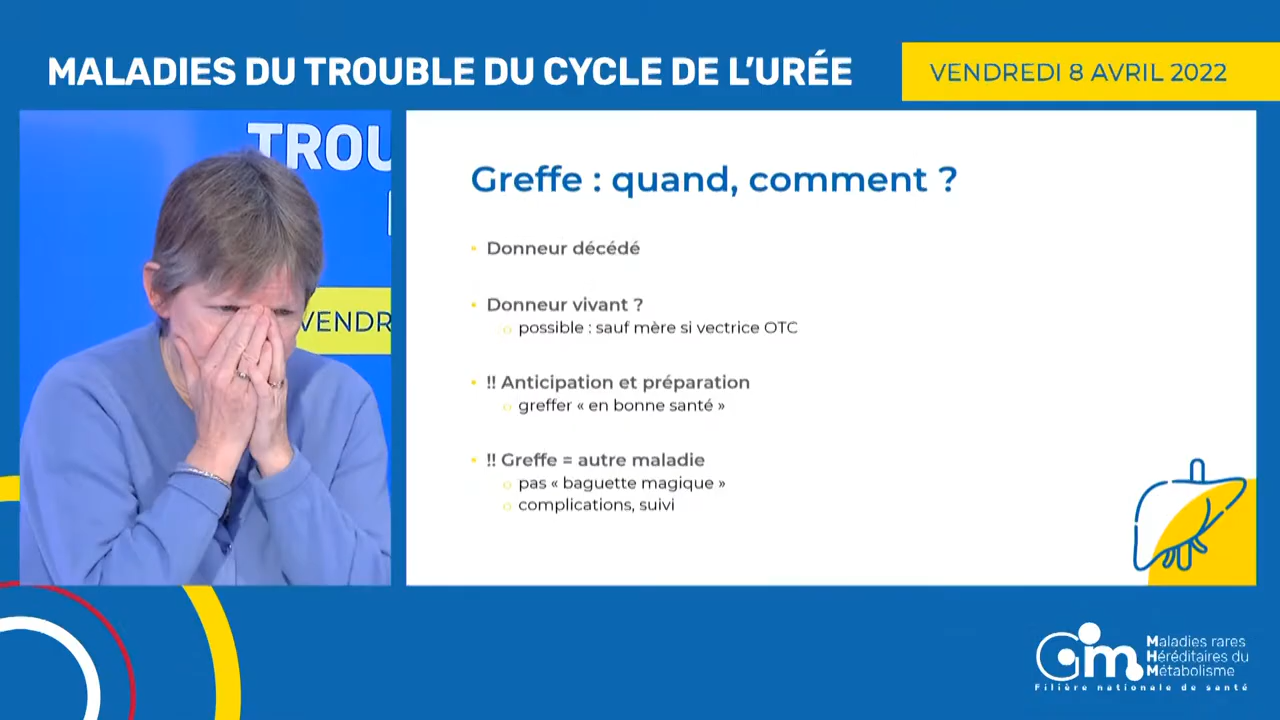 MALADIES DU TROUBLE DU CYCLE DE L'URÉE
VENDREDI 8 AVRIL 2022
TROU
VENDR
Greffe : quand, comment ?
• Donneur décédé
• Donneur vivant ?
o possible : sauf mère si vectrice OTC
• !! Anticipation et préparation
o greffer « en bonne santé »
• !! Greffe = autre maladie
o pas « baguette magique »
o complications, suivi
Gm
Maladies rares
Héréditaires du
Métabolisme
Filière nationale de santé